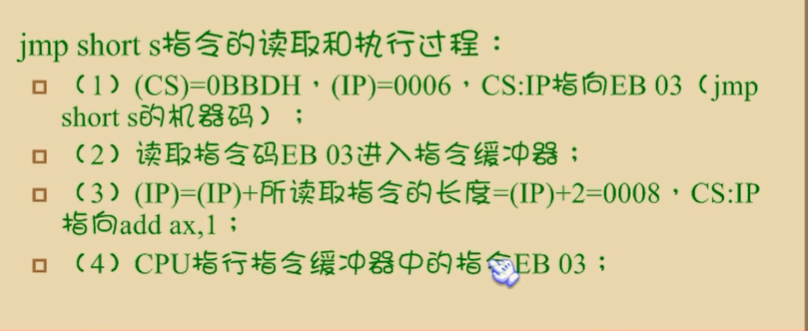 jmp short s指令的读取和执行过程：
（1）(CS)=0BBDH，(IP)=0006，CS:IP指向EB 03（jmp
short s的机器码）；
（2）读取指令码EB 03进入指令缓冲器；
（3）(IP)=(IP)+所读取指令的长度=(IP)+2=0008，CS:IP
指向add ax,1；
（4）CPU指行指令缓冲器中的指令EB 03；